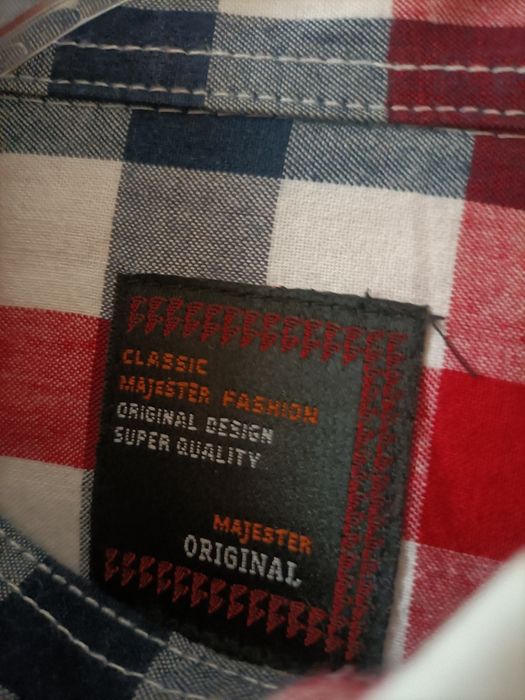 CLASSIC
MAJESTER FASHION
ORIGINAL DESIGN
SUPER QUALITY
MAJESTER
ORIGINAL